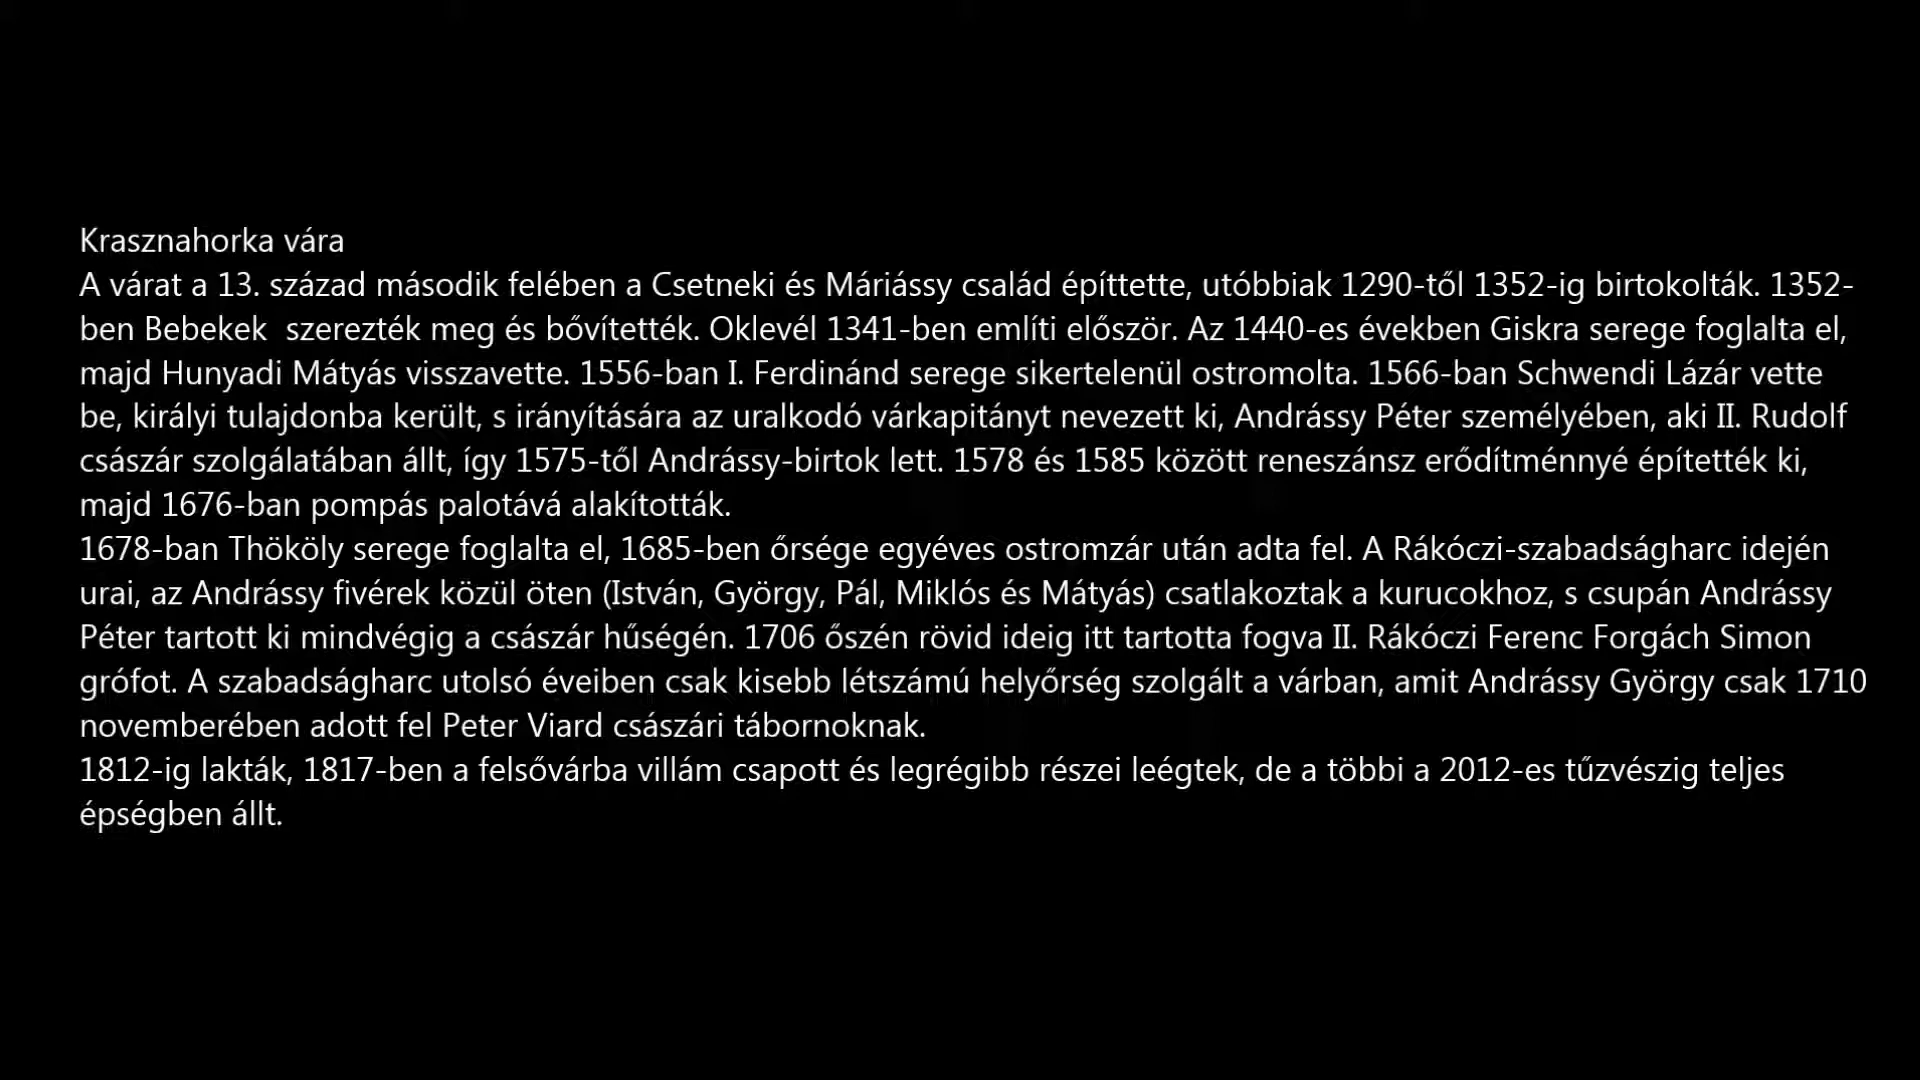 Krasznahorka vára
A várat a 13. század második felében a Csetneki és Máriássy család építtette, utóbbiak 1290-től 1352-ig birtokolták. 1352-
ben Bebekek  szerezték meg és bővítették. Oklevél 1341-ben említi először. Az 1440-es években Giskra serege foglalta el,
majd Hunyadi Mátyás visszavette. 1556-ban I. Ferdinánd serege sikertelenül ostromolta. 1566-ban Schwendi Lázár vette
be, királyi tulajdonba került, s irányítására az uralkodó várkapitányt nevezett ki, Andrássy Péter személyében, aki II. Rudolf
császár szolgálatában állt, így 1575-től Andrássy-birtok lett. 1578 és 1585 között reneszánsz erődítménnyé építették ki,
majd 1676-ban pompás palotává alakították.
1678-ban Thököly serege foglalta el, 1685-ben őrsége egyéves ostromzár után adta fel. A Rákóczi-szabadságharc idején
urai, az Andrássy fivérek közül öten (István, György, Pál, Miklós és Mátyás) csatlakoztak a kurucokhoz, s csupán Andrássy
Péter tartott ki mindvégig a császár hűségén. 1706 őszén rövid ideig itt tartotta fogva II. Rákóczi Ferenc Forgách Simon
grófot. A szabadságharc utolsó éveiben csak kisebb létszámú helyőrség szolgált a várban, amit Andrássy György csak 1710
novemberében adott fel Peter Viard császári tábornoknak.
1812-ig lakták, 1817-ben a felsővárba villám csapott és legrégibb részei leégtek, de a többi a 2012-es tűzvészig teljes
épségben állt.